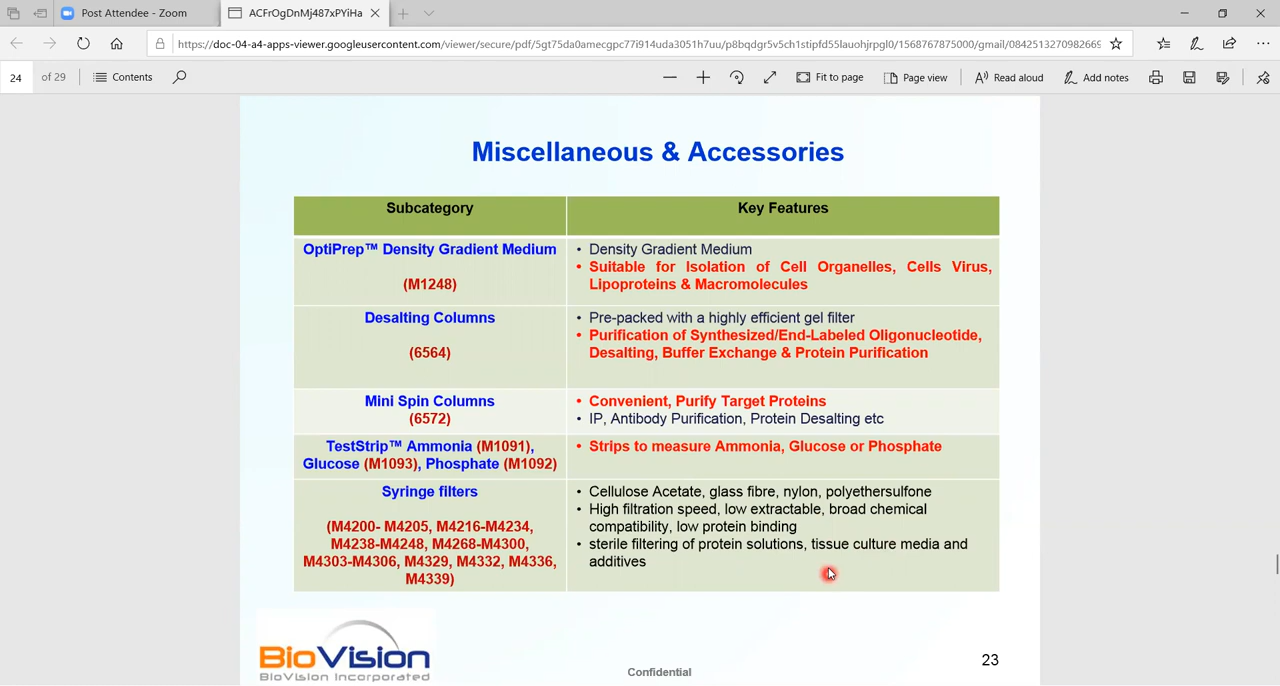 Post Attendee - Zoom
ACFrOgDnMj487xPYiHa
https://doc-04-a4-apps-viewer.googleusercontent.com/viewer/secure/pdf/5gt75da0amecgpc77i914uda3051h7uu/p8bqdgr5v5ch1stipfd55lauohjrpgl0/1568767875000/gmail/0842513270982669
24 of 29
Contents
Fit to page
Page view
Read aloud
Add notes
Miscellaneous & Accessories
Subcategory
Key Features
OptiPrep™ Density Gradient Medium
(M1248)
• Density Gradient Medium
• Suitable for Isolation of Cell Organelles, Cells Virus,
Lipoproteins & Macromolecules
Desalting Columns
(6564)
• Pre-packed with a highly efficient gel filter
• Purification of Synthesized/End-Labeled Oligonucleotide,
Desalting, Buffer Exchange & Protein Purification
Mini Spin Columns
(6572)
• Convenient, Purify Target Proteins
• IP, Antibody Purification, Protein Desalting etc
TestStrip™ Ammonia (M1091),
Glucose (M1093), Phosphate (M1092)
• Strips to measure Ammonia, Glucose or Phosphate
Syringe filters
(M4200- M4205, M4216-M4234,
M4238-M4248, M4268-M4300,
M4303-M4306, M4329, M4332, M4336,
M4339)
• Cellulose Acetate, glass fibre, nylon, polyethersulfone
• High filtration speed, low extractable, broad chemical
compatibility, low protein binding
• sterile filtering of protein solutions, tissue culture media and
additives
BioVision
BioVision Incorporated
Confidential
23